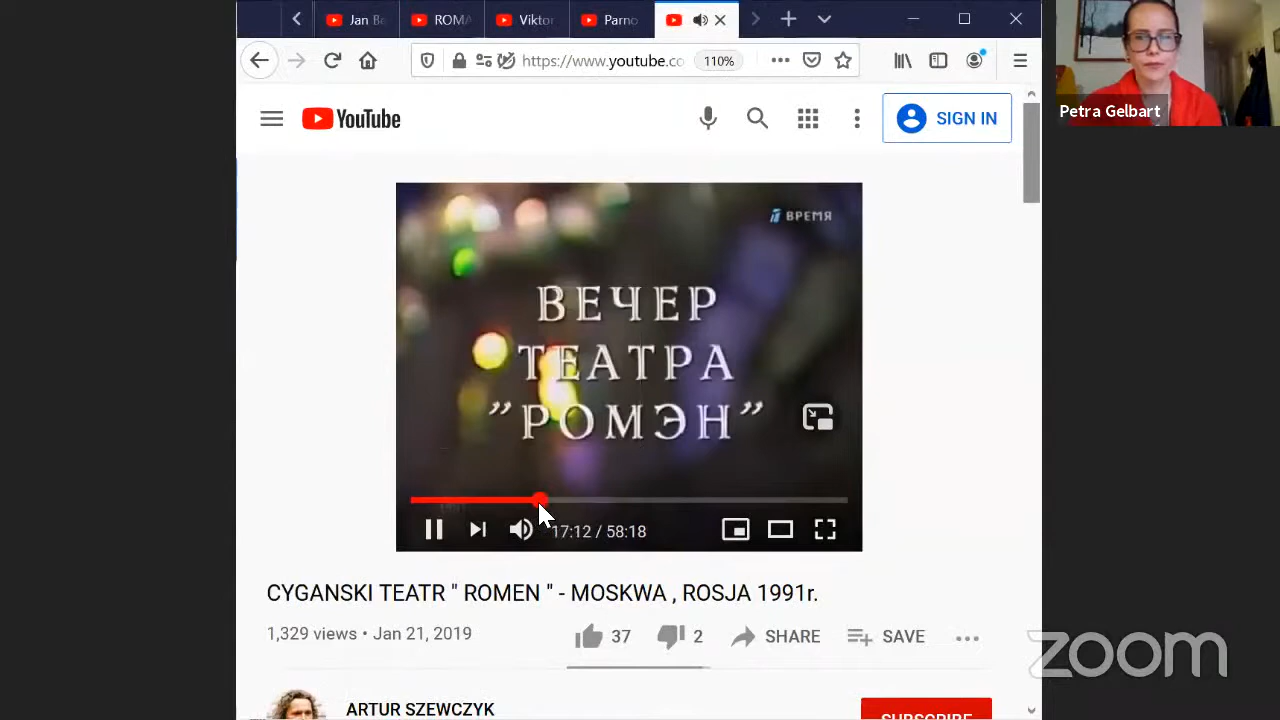 Jan Be
ROMA
Viktor
Parno
https://www.youtube.co
110%
Petra Gelbart
YouTube
SIGN IN
ВРЕМЯ
ВЕЧЕР
ТЕАТРА
"РОМЭН"
17:12 / 58:18
CYGANSKI TEATR " ROMEN " - MOSKWA , ROSJA 1991r.
1,329 views • Jan 21, 2019
37
2
SHARE
SAVE
ARTUR SZEWCZYK
SUBSCRIBE
zoom